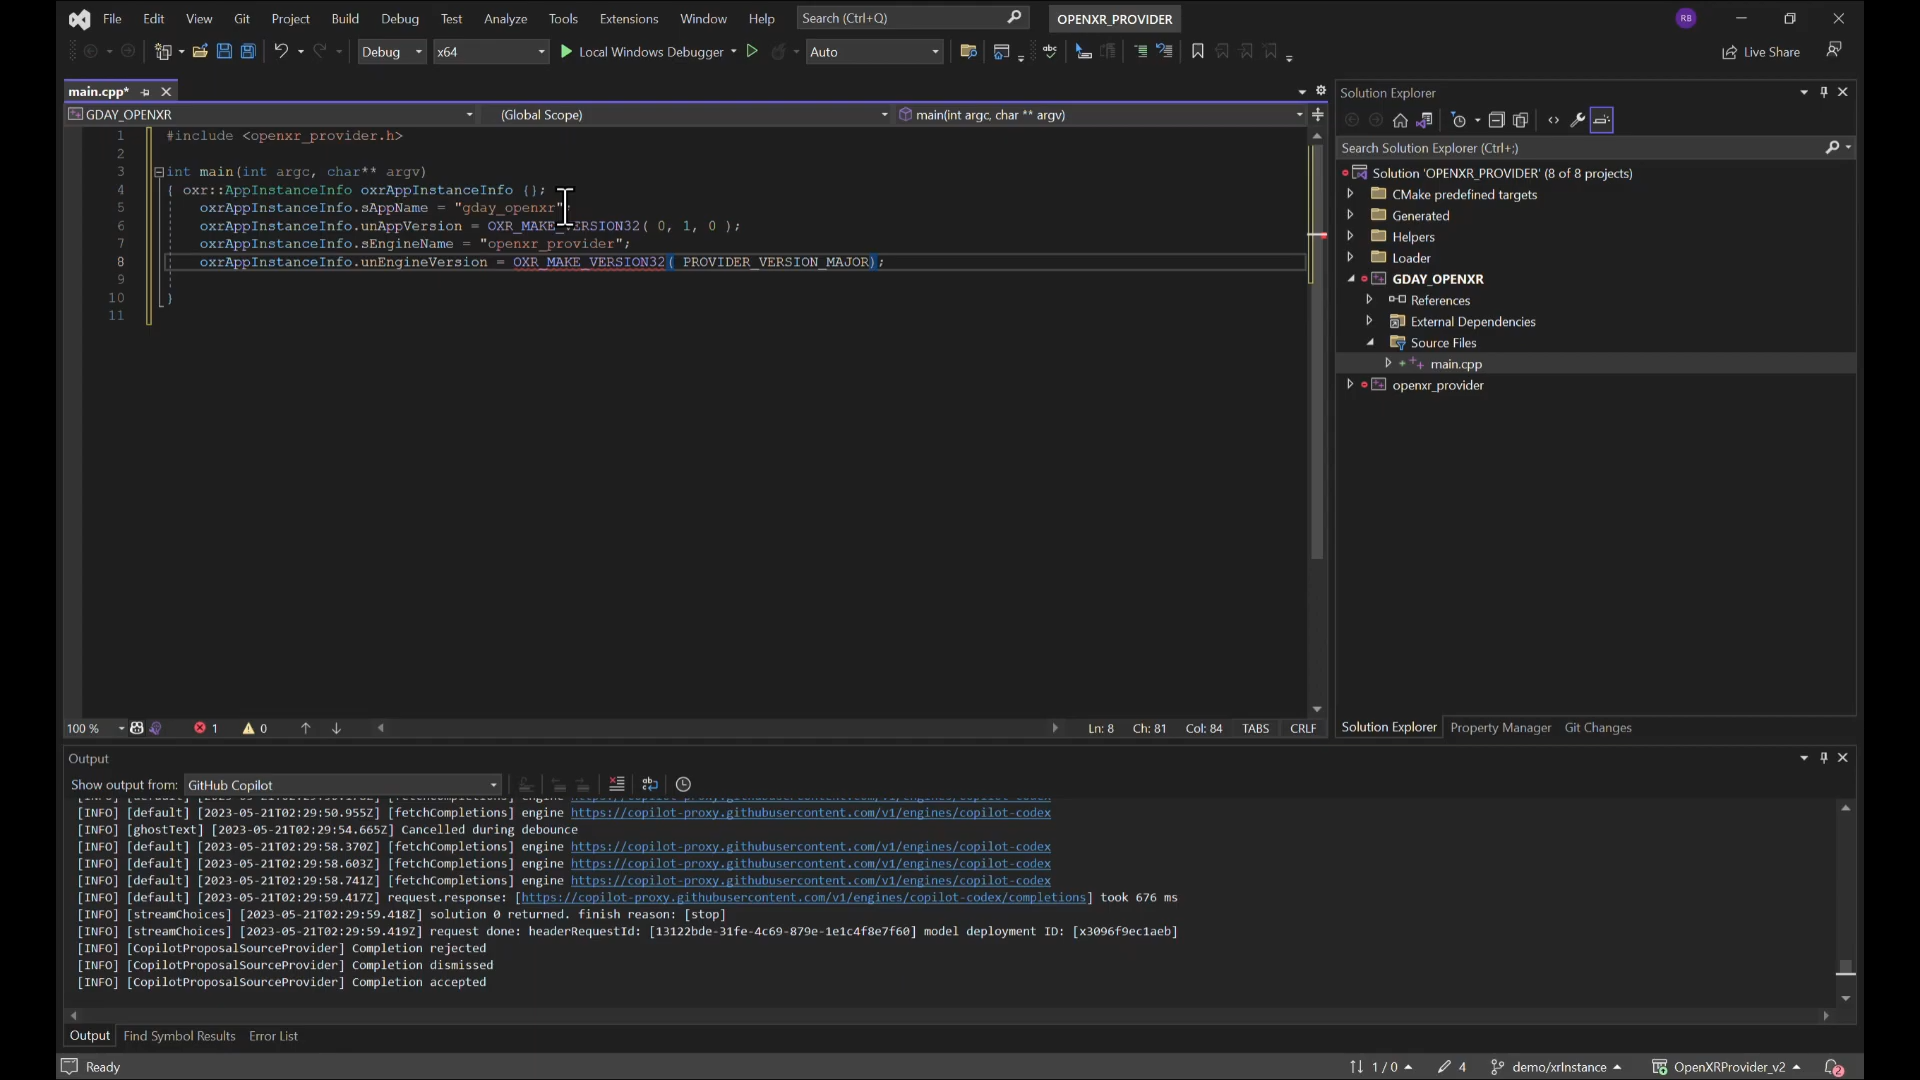 File Edit View Git Project Build Debug Test Analyze Tools Extensions Window Help Search (Ctrl+Q) OPENXR_PROVIDER RB
Debug x64 Local Windows Debugger Auto Live Share
main.cpp*
GDAY_OPENXR (Global Scope) main(int argc, char ** argv)
1 #include <openxr_provider.h>
2
3 int main(int argc, char** argv)
4 { oxr::AppInstanceInfo oxrAppInstanceInfo {};
5 oxrAppInstanceInfo.sAppName = "gday_openxr";
6 oxrAppInstanceInfo.unAppVersion = OXR_MAKE_VERSION32( 0, 1, 0 );
7 oxrAppInstanceInfo.sEngineName = "openxr_provider";
8 oxrAppInstanceInfo.unEngineVersion = OXR_MAKE_VERSION32( PROVIDER_VERSION_MAJOR);
9
10 }
11
100 % 1 0 Ln: 8 Ch: 81 Col: 84 TABS CRLF
Solution Explorer
Search Solution Explorer (Ctrl+;)
Solution 'OPENXR_PROVIDER' (8 of 8 projects)
CMake predefined targets
Generated
Helpers
Loader
GDAY_OPENXR
References
External Dependencies
Source Files
main.cpp
openxr_provider
Solution Explorer Property Manager Git Changes
Output
Show output from: GitHub Copilot
[INFO] [default] [2023-05-21T02:29:50.955Z] [fetchCompletions] engine https://copilot-proxy.githubusercontent.com/v1/engines/copilot-codex
[INFO] [ghostText] [2023-05-21T02:29:54.665Z] Cancelled during debounce
[INFO] [default] [2023-05-21T02:29:58.370Z] [fetchCompletions] engine https://copilot-proxy.githubusercontent.com/v1/engines/copilot-codex
[INFO] [default] [2023-05-21T02:29:58.603Z] [fetchCompletions] engine https://copilot-proxy.githubusercontent.com/v1/engines/copilot-codex
[INFO] [default] [2023-05-21T02:29:58.741Z] [fetchCompletions] engine https://copilot-proxy.githubusercontent.com/v1/engines/copilot-codex
[INFO] [default] [2023-05-21T02:29:59.417Z] request.response: [https://copilot-proxy.githubusercontent.com/v1/engines/copilot-codex/completions] took 676 ms
[INFO] [streamChoices] [2023-05-21T02:29:59.418Z] solution 0 returned. finish reason: [stop]
[INFO] [streamChoices] [2023-05-21T02:29:59.419Z] request done: headerRequestId: [13122bde-31fe-4c69-879e-1e1c4f8e7f60] model deployment ID: [x3096f9ec1aeb]
[INFO] [CopilotProposalSourceProvider] Completion rejected
[INFO] [CopilotProposalSourceProvider] Completion dismissed
[INFO] [CopilotProposalSourceProvider] Completion accepted
Output Find Symbol Results Error List
Ready 1 / 0 4 demo/xrInstance OpenXRProvider_v2 2